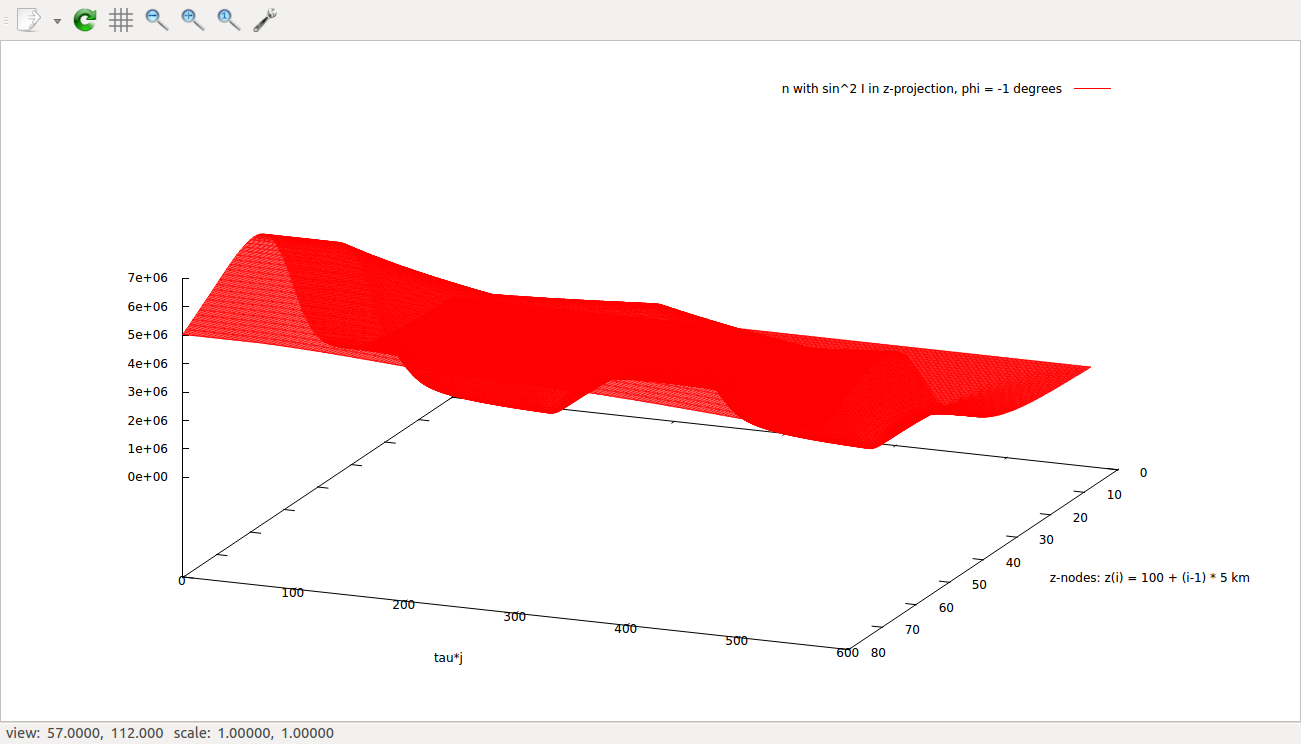 n with sin^2 I in z-projection, phi = -1 degrees
7e+06
6e+06
5e+06
4e+06
3e+06
2e+06
1e+06
0e+00
0
10
20
30
40
50
60
70
80
z-nodes: z(i) = 100 + (i-1) * 5 km
0
100
200
300
400
500
600
tau*j
view: 57.0000, 112.000 scale: 1.00000, 1.00000